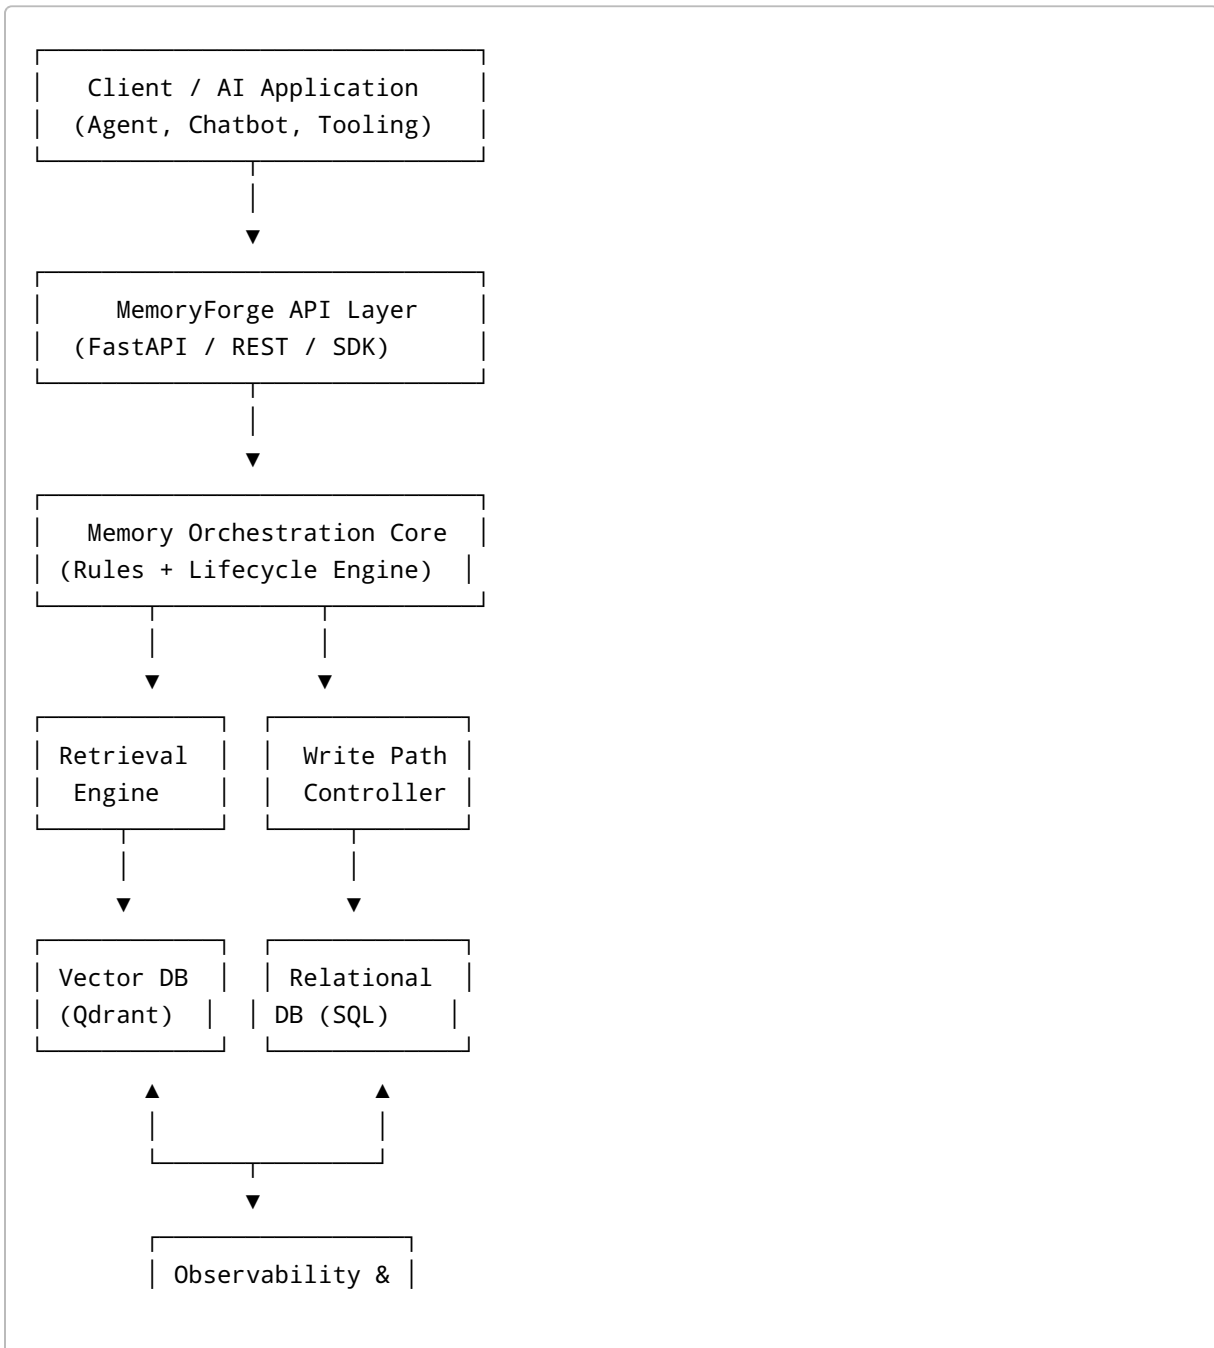 Client / AI Application
(Agent, Chatbot, Tooling)
MemoryForge API Layer
(FastAPI / REST / SDK)
Memory Orchestration Core
(Rules + Lifecycle Engine)
Retrieval
Engine
Write Path
Controller
Vector DB
(Qdrant)
Relational
DB (SQL)
Observability &